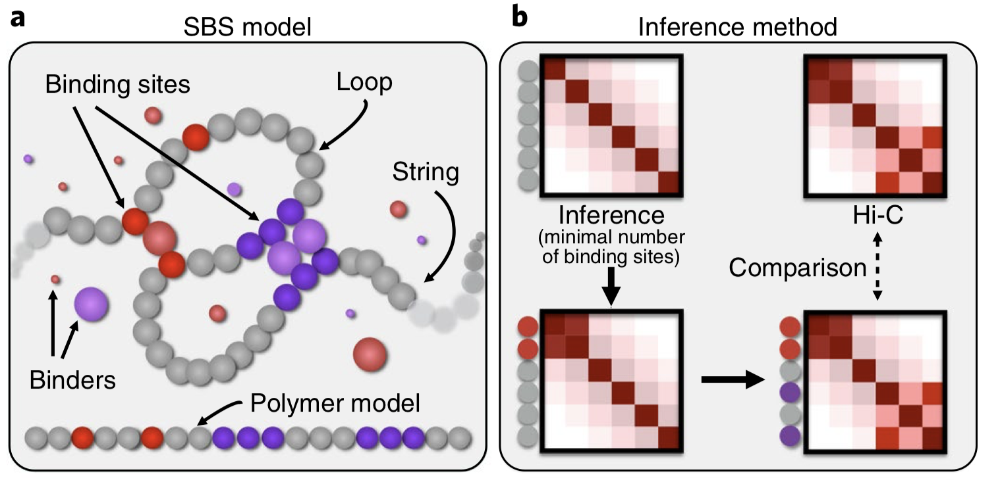 a
SBS model
Binding sites
Loop
String
Binders
Polymer model
b
Inference method
Inference
(minimal number
of binding sites)
Hi-C
Comparison